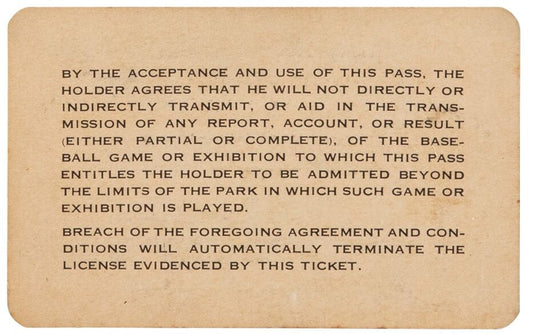 BY THE ACCEPTANCE AND USE OF THIS PASS, THE
HOLDER AGREES THAT HE WILL NOT DIRECTLY OR
INDIRECTLY TRANSMIT, OR AID IN THE TRANS-
MISSION OF ANY REPORT, ACCOUNT, OR RESULT
(EITHER PARTIAL OR COMPLETE), OF THE BASE-
BALL GAME OR EXHIBITION TO WHICH THIS PASS
ENTITLES THE HOLDER TO BE ADMITTED BEYOND
THE LIMITS OF THE PARK IN WHICH SUCH GAME OR
EXHIBITION IS PLAYED.
BREACH OF THE FOREGOING AGREEMENT AND CON-
DITIONS WILL AUTOMATICALLY TERMINATE THE
LICENSE EVIDENCED BY THIS TICKET.